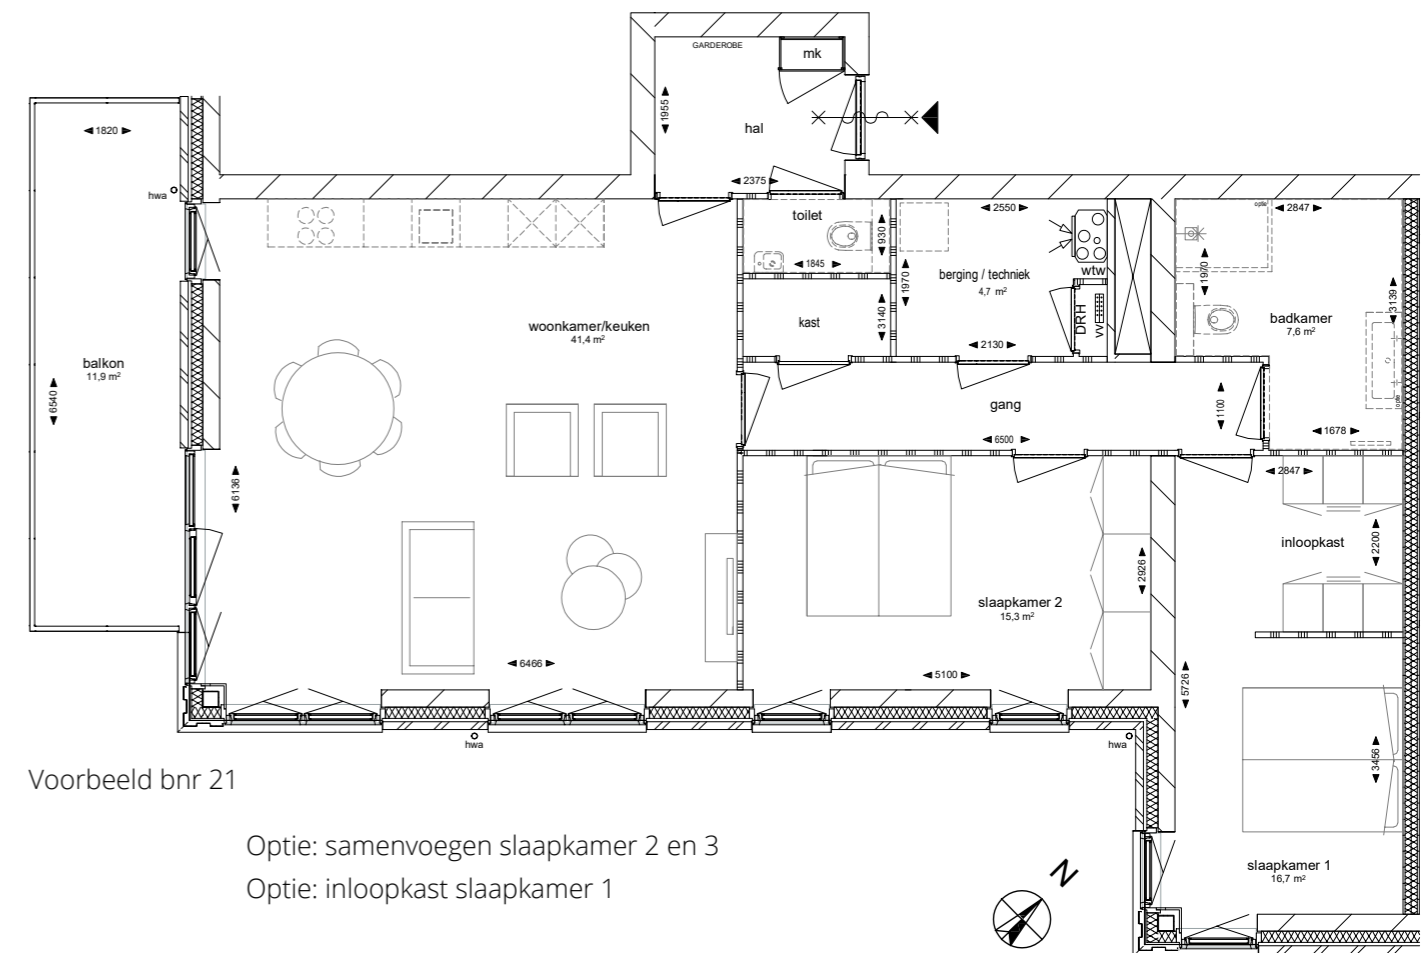 GARDEROBE
mk
1955
hal
2375
1820
hwa
balkon
11,9 m²
6540
woonkamer/keuken
41,4 m²
6136
6466
toilet
930
1845
kast
3140
2550
1970
berging / techniek
4,7 m²
wtw
DRH
vv
2130
optie
2847
1970
badkamer
7,6 m²
3139
optie
1678
gang
1100
6500
2847
inloopkast
2200
slaapkamer 2
15,3 m²
2926
5100
5726
3456
slaapkamer 1
16,7 m²
hwa
hwa
Voorbeeld bnr 21
Optie: samenvoegen slaapkamer 2 en 3
Optie: inloopkast slaapkamer 1
N